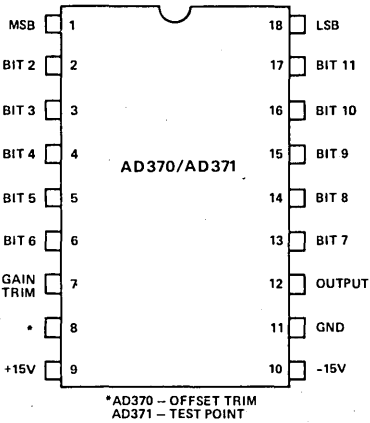 MSB 1 18 LSB
BIT 2 2 17 BIT 11
BIT 3 3 16 BIT 10
BIT 4 4 15 BIT 9
AD370/AD371
BIT 5 5 14 BIT 8
BIT 6 6 13 BIT 7
GAIN TRIM 7 12 OUTPUT
* 8 11 GND
+15V 9 10 -15V
*AD370 – OFFSET TRIM
AD371 – TEST POINT